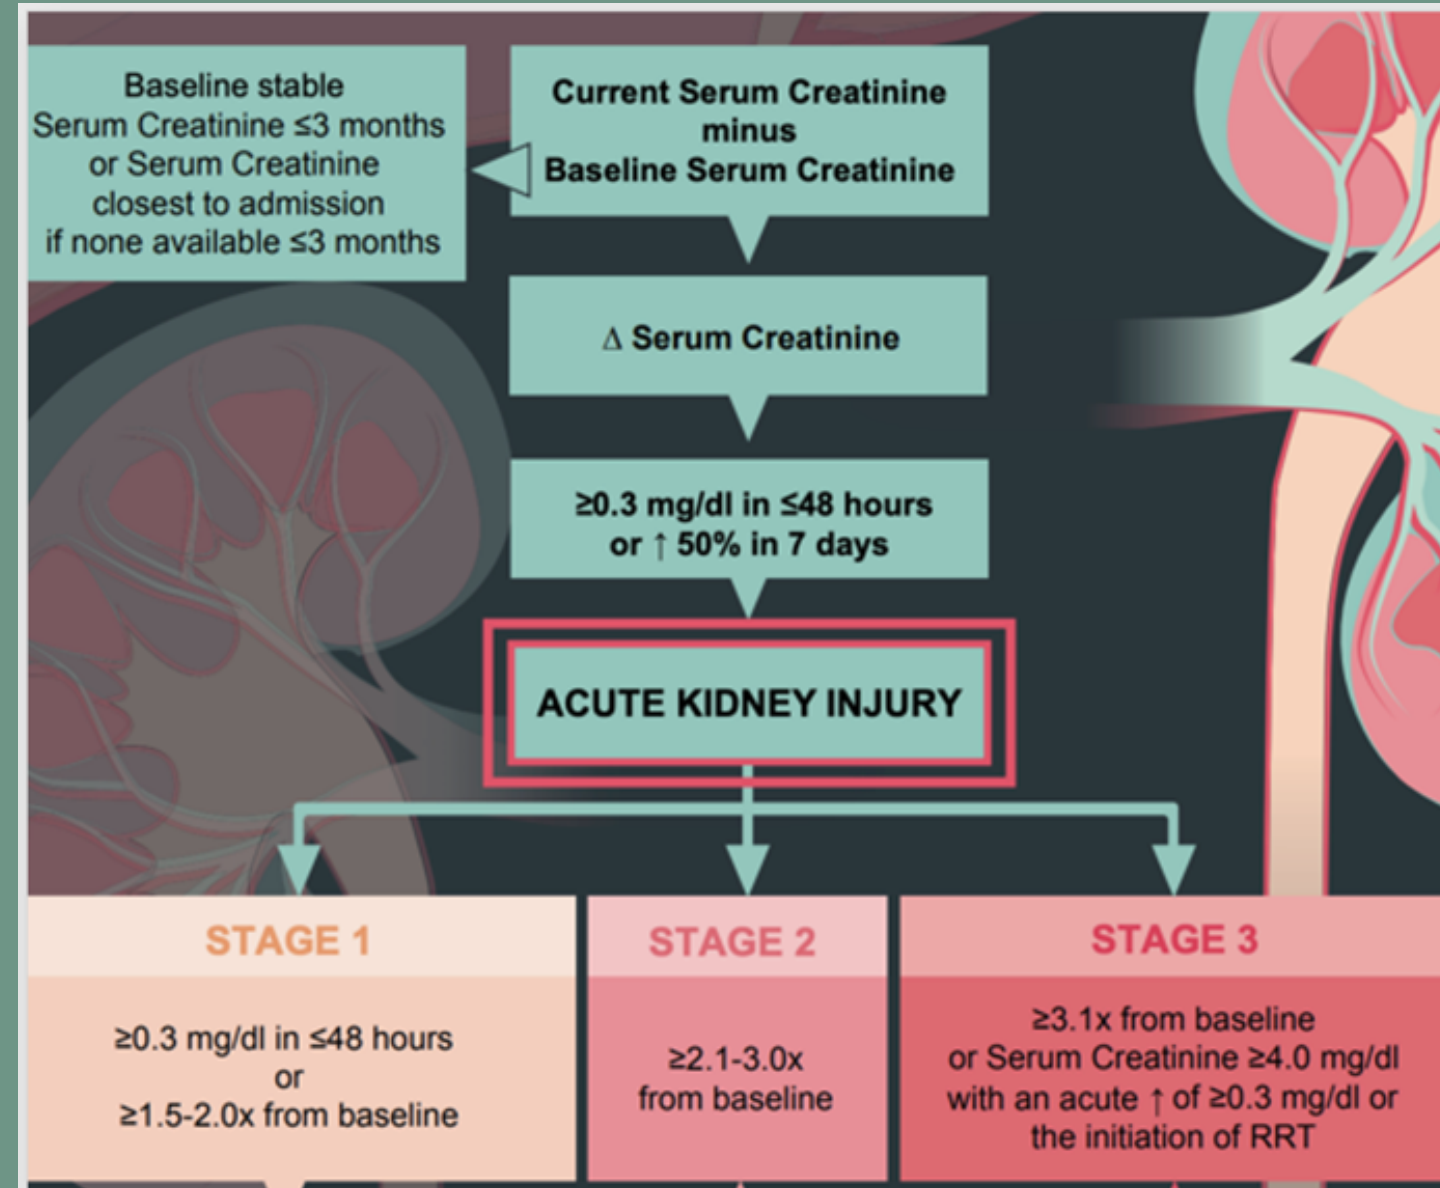 Baseline stable
Serum Creatinine ≤3 months
or Serum Creatinine
closest to admission
if none available ≤3 months
Current Serum Creatinine
minus
Baseline Serum Creatinine
Δ Serum Creatinine
≥0.3 mg/dl in ≤48 hours
or ↑ 50% in 7 days
ACUTE KIDNEY INJURY
STAGE 1
≥0.3 mg/dl in ≤48 hours
or
≥1.5-2.0x from baseline
STAGE 2
≥2.1-3.0x
from baseline
STAGE 3
≥3.1x from baseline
or Serum Creatinine ≥4.0 mg/dl
with an acute ↑ of ≥0.3 mg/dl or
the initiation of RRT